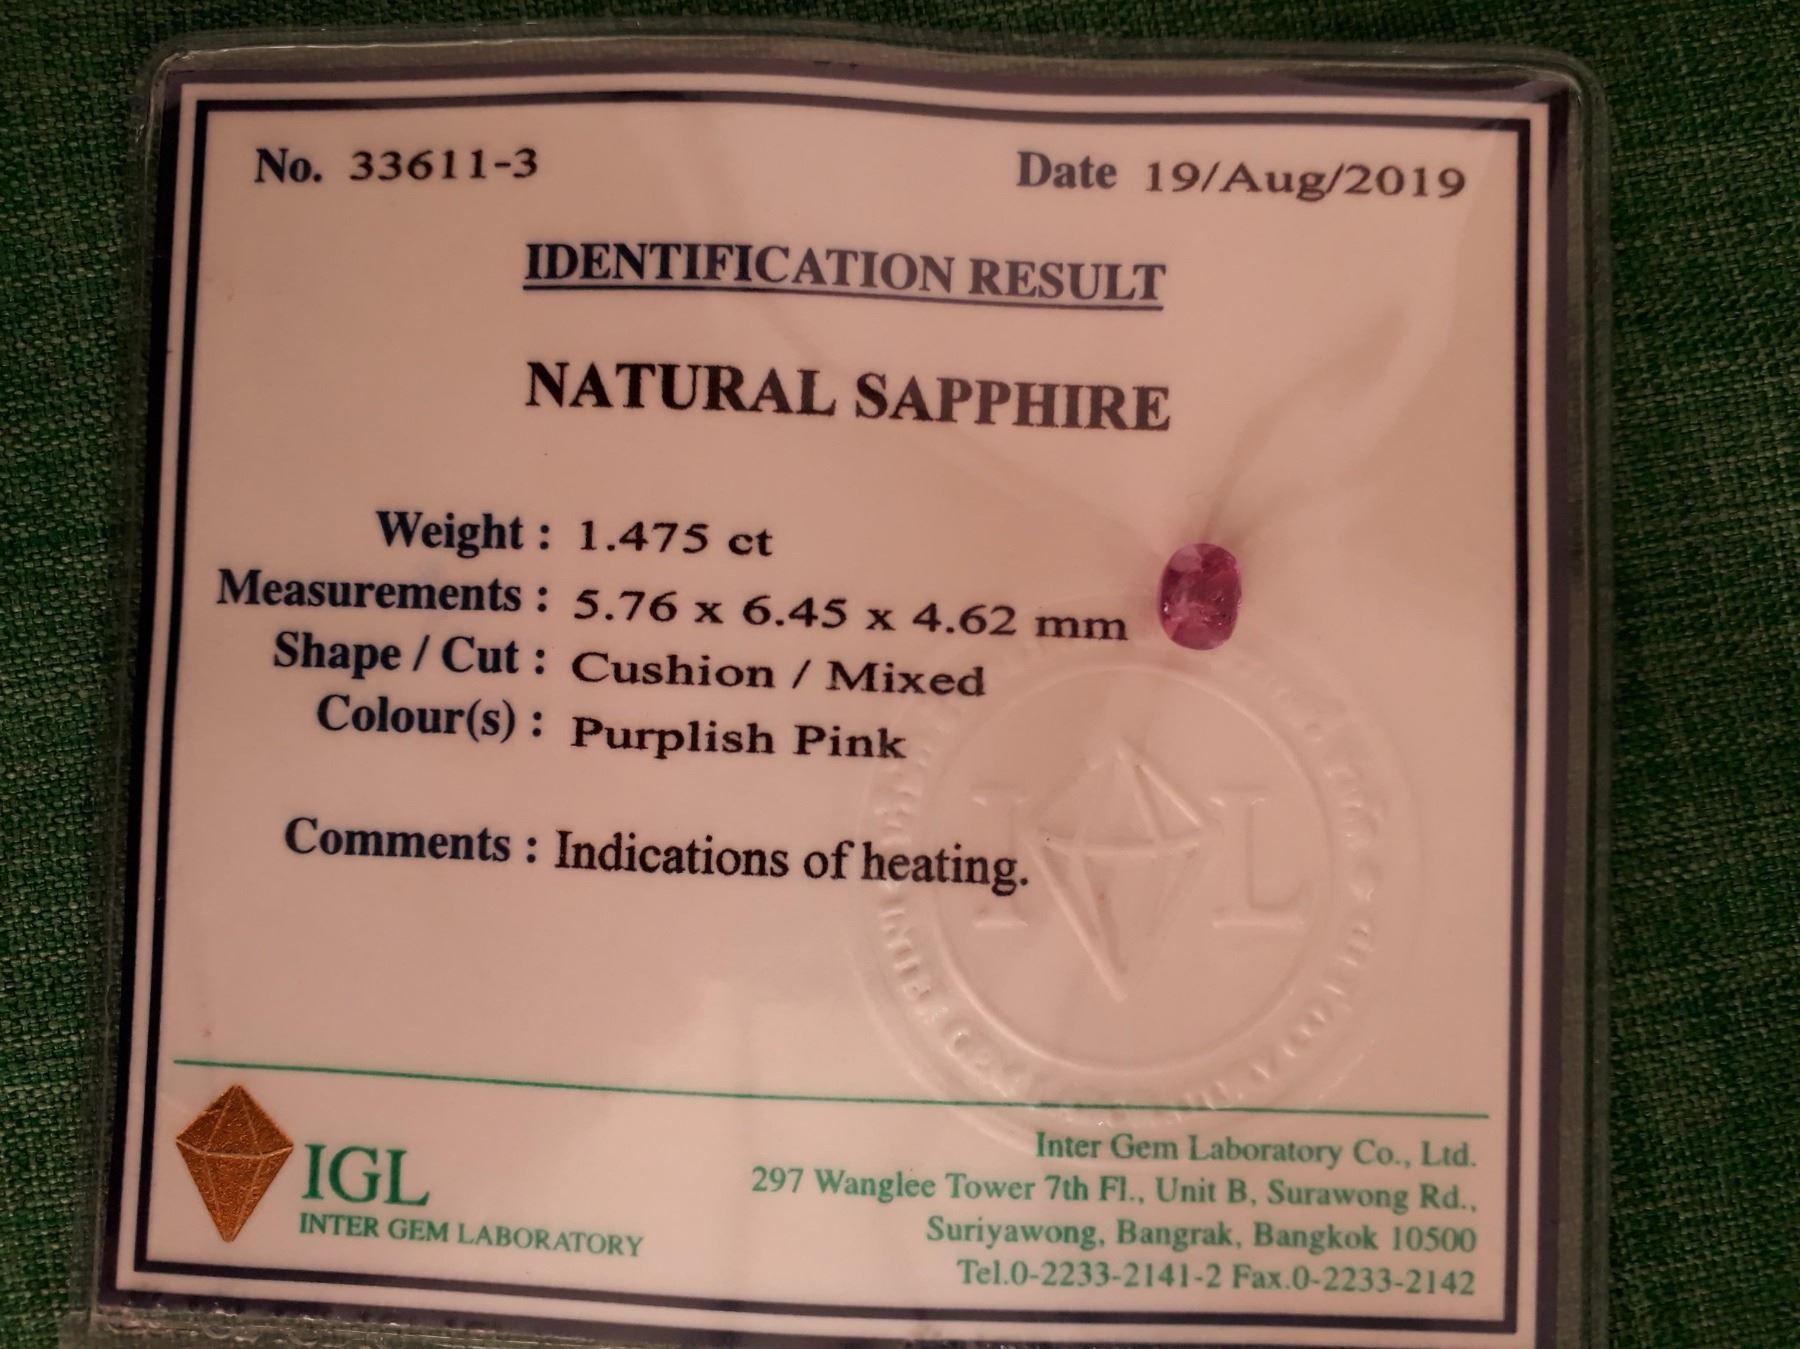 No. 33611-3
Date 19/Aug/2019
IDENTIFICATION RESULT
NATURAL SAPPHIRE
Weight : 1.475 ct
Measurements : 5.76 x 6.45 x 4.62 mm
Shape / Cut : Cushion / Mixed
Colour(s) : Purplish Pink
Comments : Indications of heating.
I L
IGL
INTER GEM LABORATORY
Inter Gem Laboratory Co., Ltd.
297 Wanglee Tower 7th Fl., Unit B, Surawong Rd.,
Suriyawong, Bangrak, Bangkok 10500
Tel.0-2233-2141-2 Fax.0-2233-2142